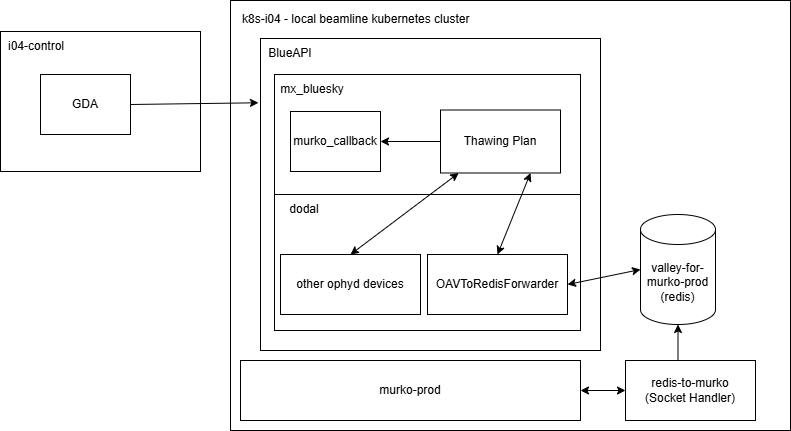 k8s-i04 - local beamline kubernetes cluster
i04-control
BlueAPI
mx_bluesky
GDA
murko_callback
Thawing Plan
dodal
other ophyd devices
OAVToRedisForwarder
valley-for-
murko-prod
(redis)
murko-prod
redis-to-murko
(Socket Handler)